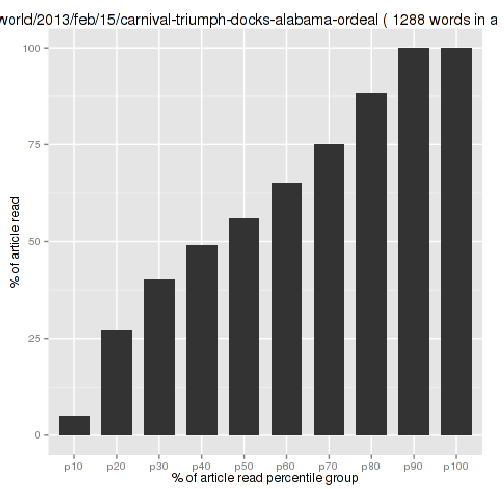 world/2013/feb/15/carnival-triumph-docks-alabama-ordeal ( 1288 words in a
100
75
50
25
0
% of article read
p10 p20 p30 p40 p50 p60 p70 p80 p90 p100
% of article read percentile group